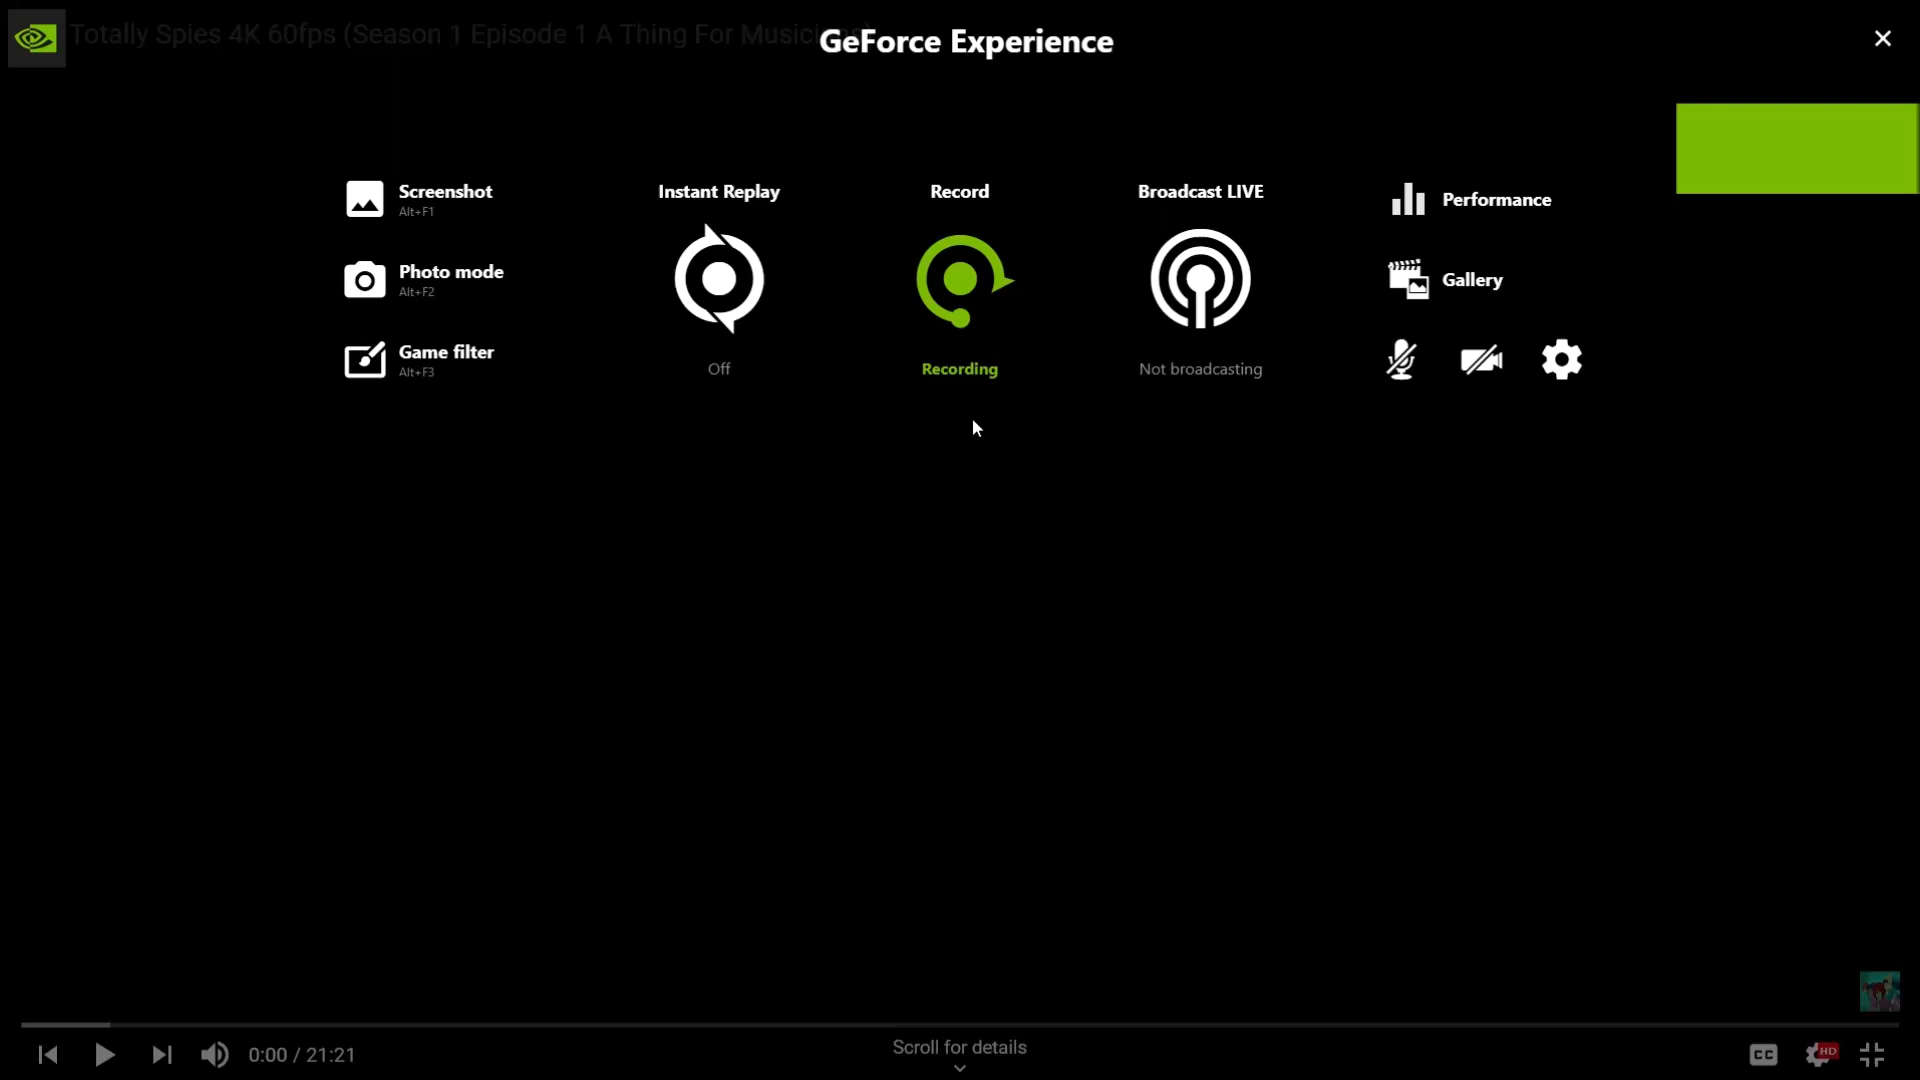 Totally Spies 4K 60fps (Season 1 Episode 1 A Thing For Musici
GeForce Experience
Screenshot
Alt+F1
Photo mode
Alt+F2
Game filter
Alt+F3
Instant Replay
Off
Record
Recording
Broadcast LIVE
Not broadcasting
Performance
Gallery
0:00 / 21:21
Scroll for details
CC
HD